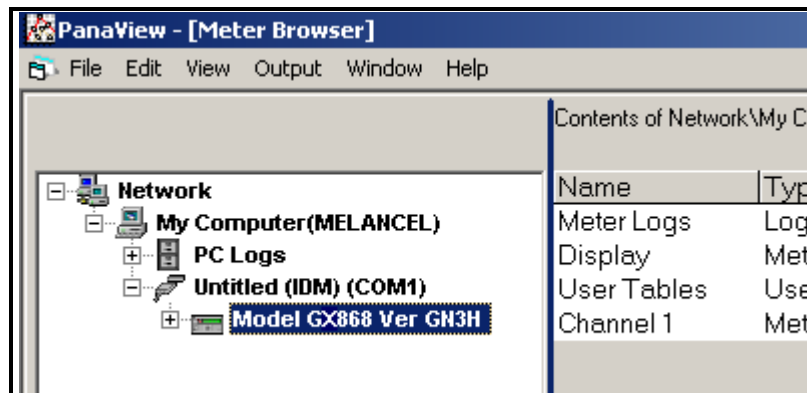 PanaView - [Meter Browser]
File Edit View Output Window Help
Contents of Network\My C
Network
My Computer(MELANCEL)
PC Logs
Untitled (IDM) (COM1)
Model GX868 Ver GN3H
Name Typ
Meter Logs Log
Display Met
User Tables Use
Channel 1 Met